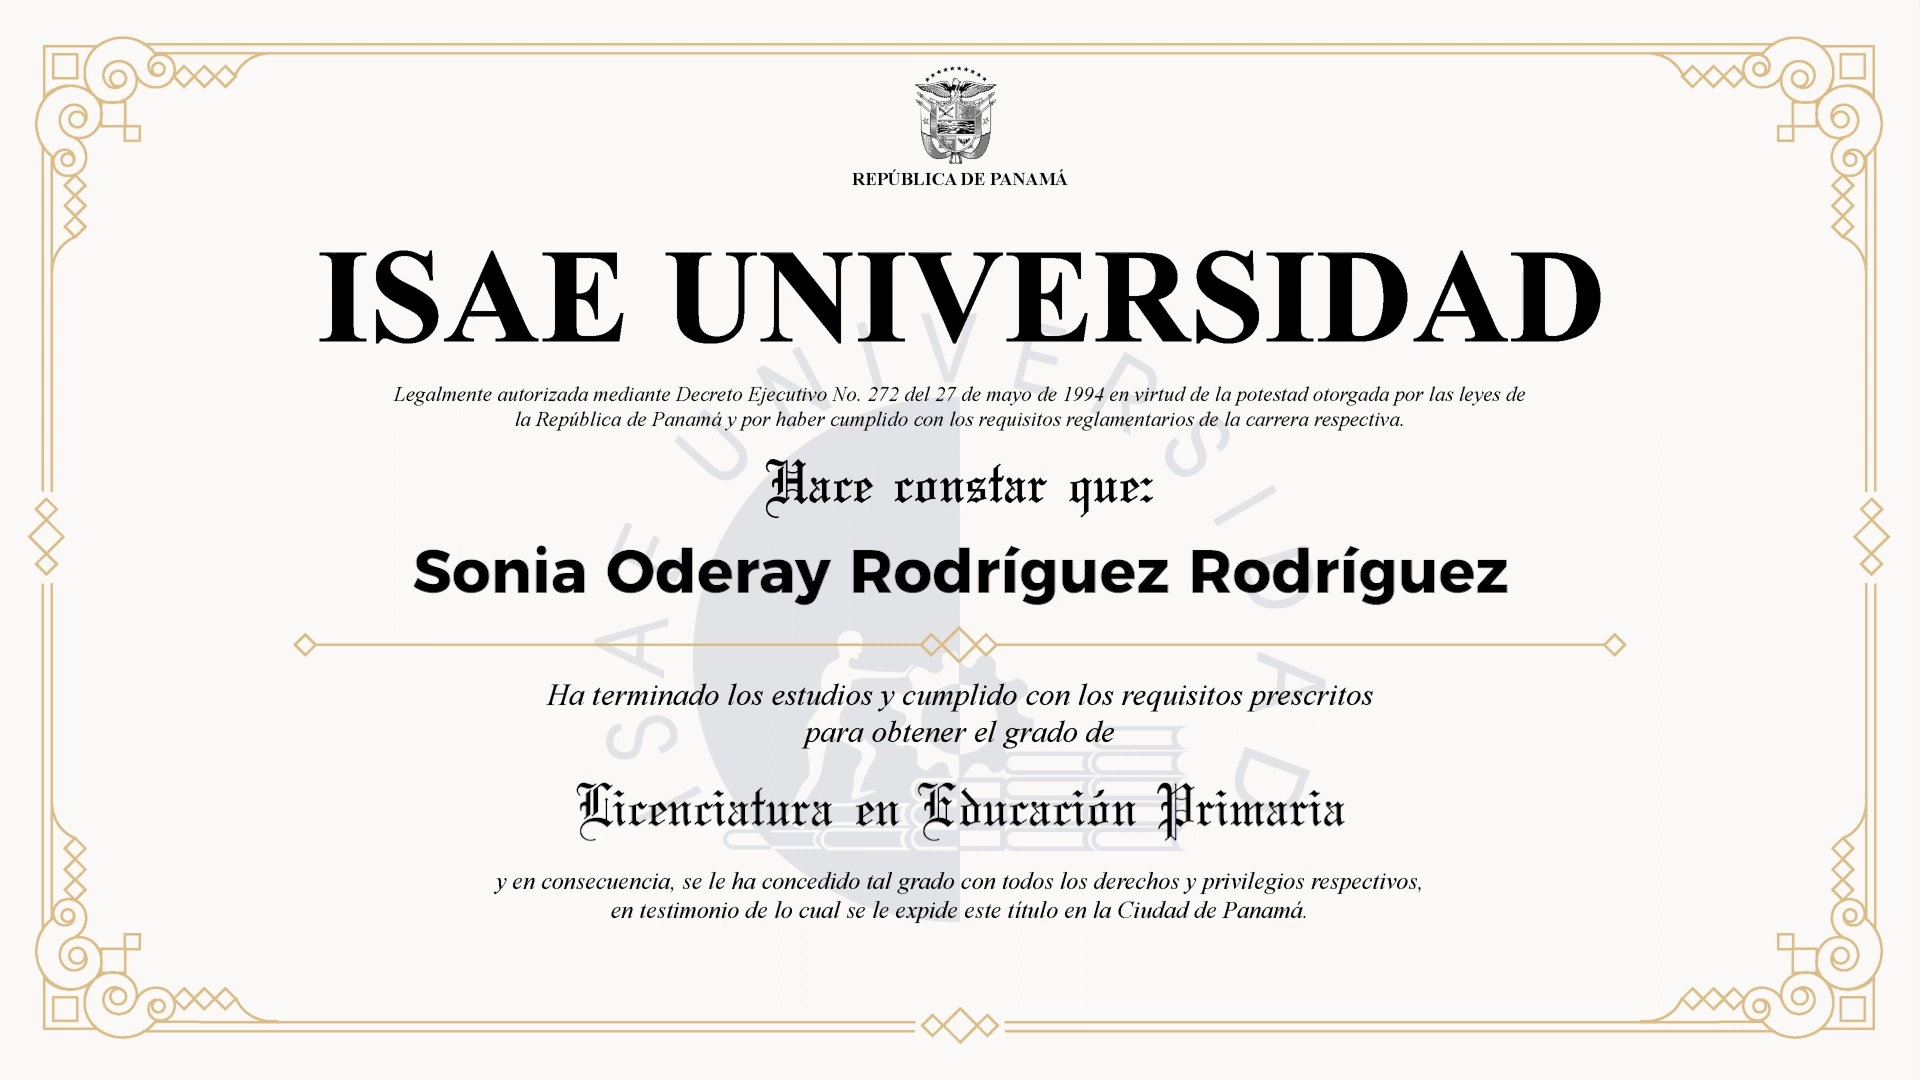 REPÚBLICA DE PANAMÁ
ISAE UNIVERSIDAD
Legalmente autorizada mediante Decreto Ejecutivo No. 272 del 27 de mayo de 1994 en virtud de la potestad otorgada por las leyes de
la República de Panamá y por haber cumplido con los requisitos reglamentarios de la carrera respectiva.
Hace constar que:
Sonia Oderay Rodríguez Rodríguez
Ha terminado los estudios y cumplido con los requisitos prescritos
para obtener el grado de
Licenciatura en Educación Primaria
y en consecuencia, se le ha concedido tal grado con todos los derechos y privilegios respectivos,
en testimonio de lo cual se le expide este título en la Ciudad de Panamá.
ISAE UNIVERSIDAD